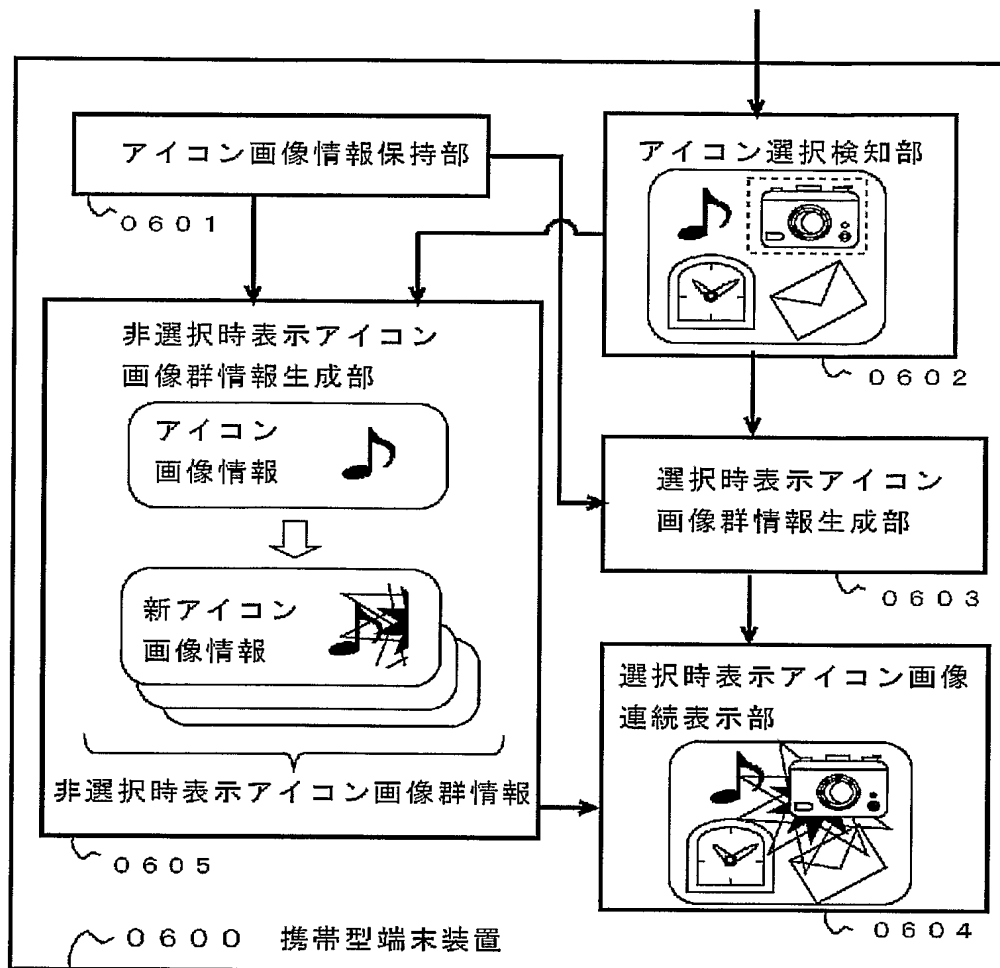 アイコン画像情報保持部
0601
アイコン選択検知部
0602
非選択時表示アイコン
画像群情報生成部
アイコン
画像情報
新アイコン
画像情報
非選択時表示アイコン画像群情報
0605
選択時表示アイコン
画像群情報生成部
0603
選択時表示アイコン画像
連続表示部
0604
0600 携帯型端末装置